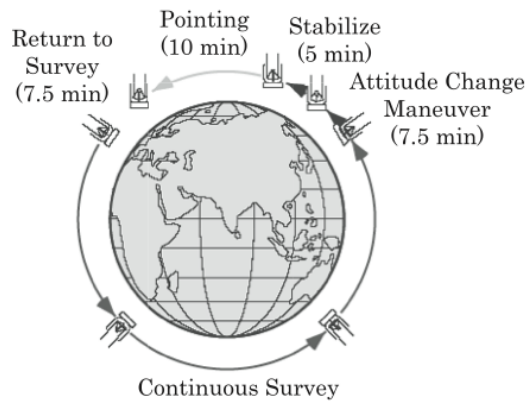 Pointing
(10 min)
Stabilize
(5 min)
Return to
Survey
(7.5 min)
Attitude Change
Maneuver
(7.5 min)
Continuous Survey